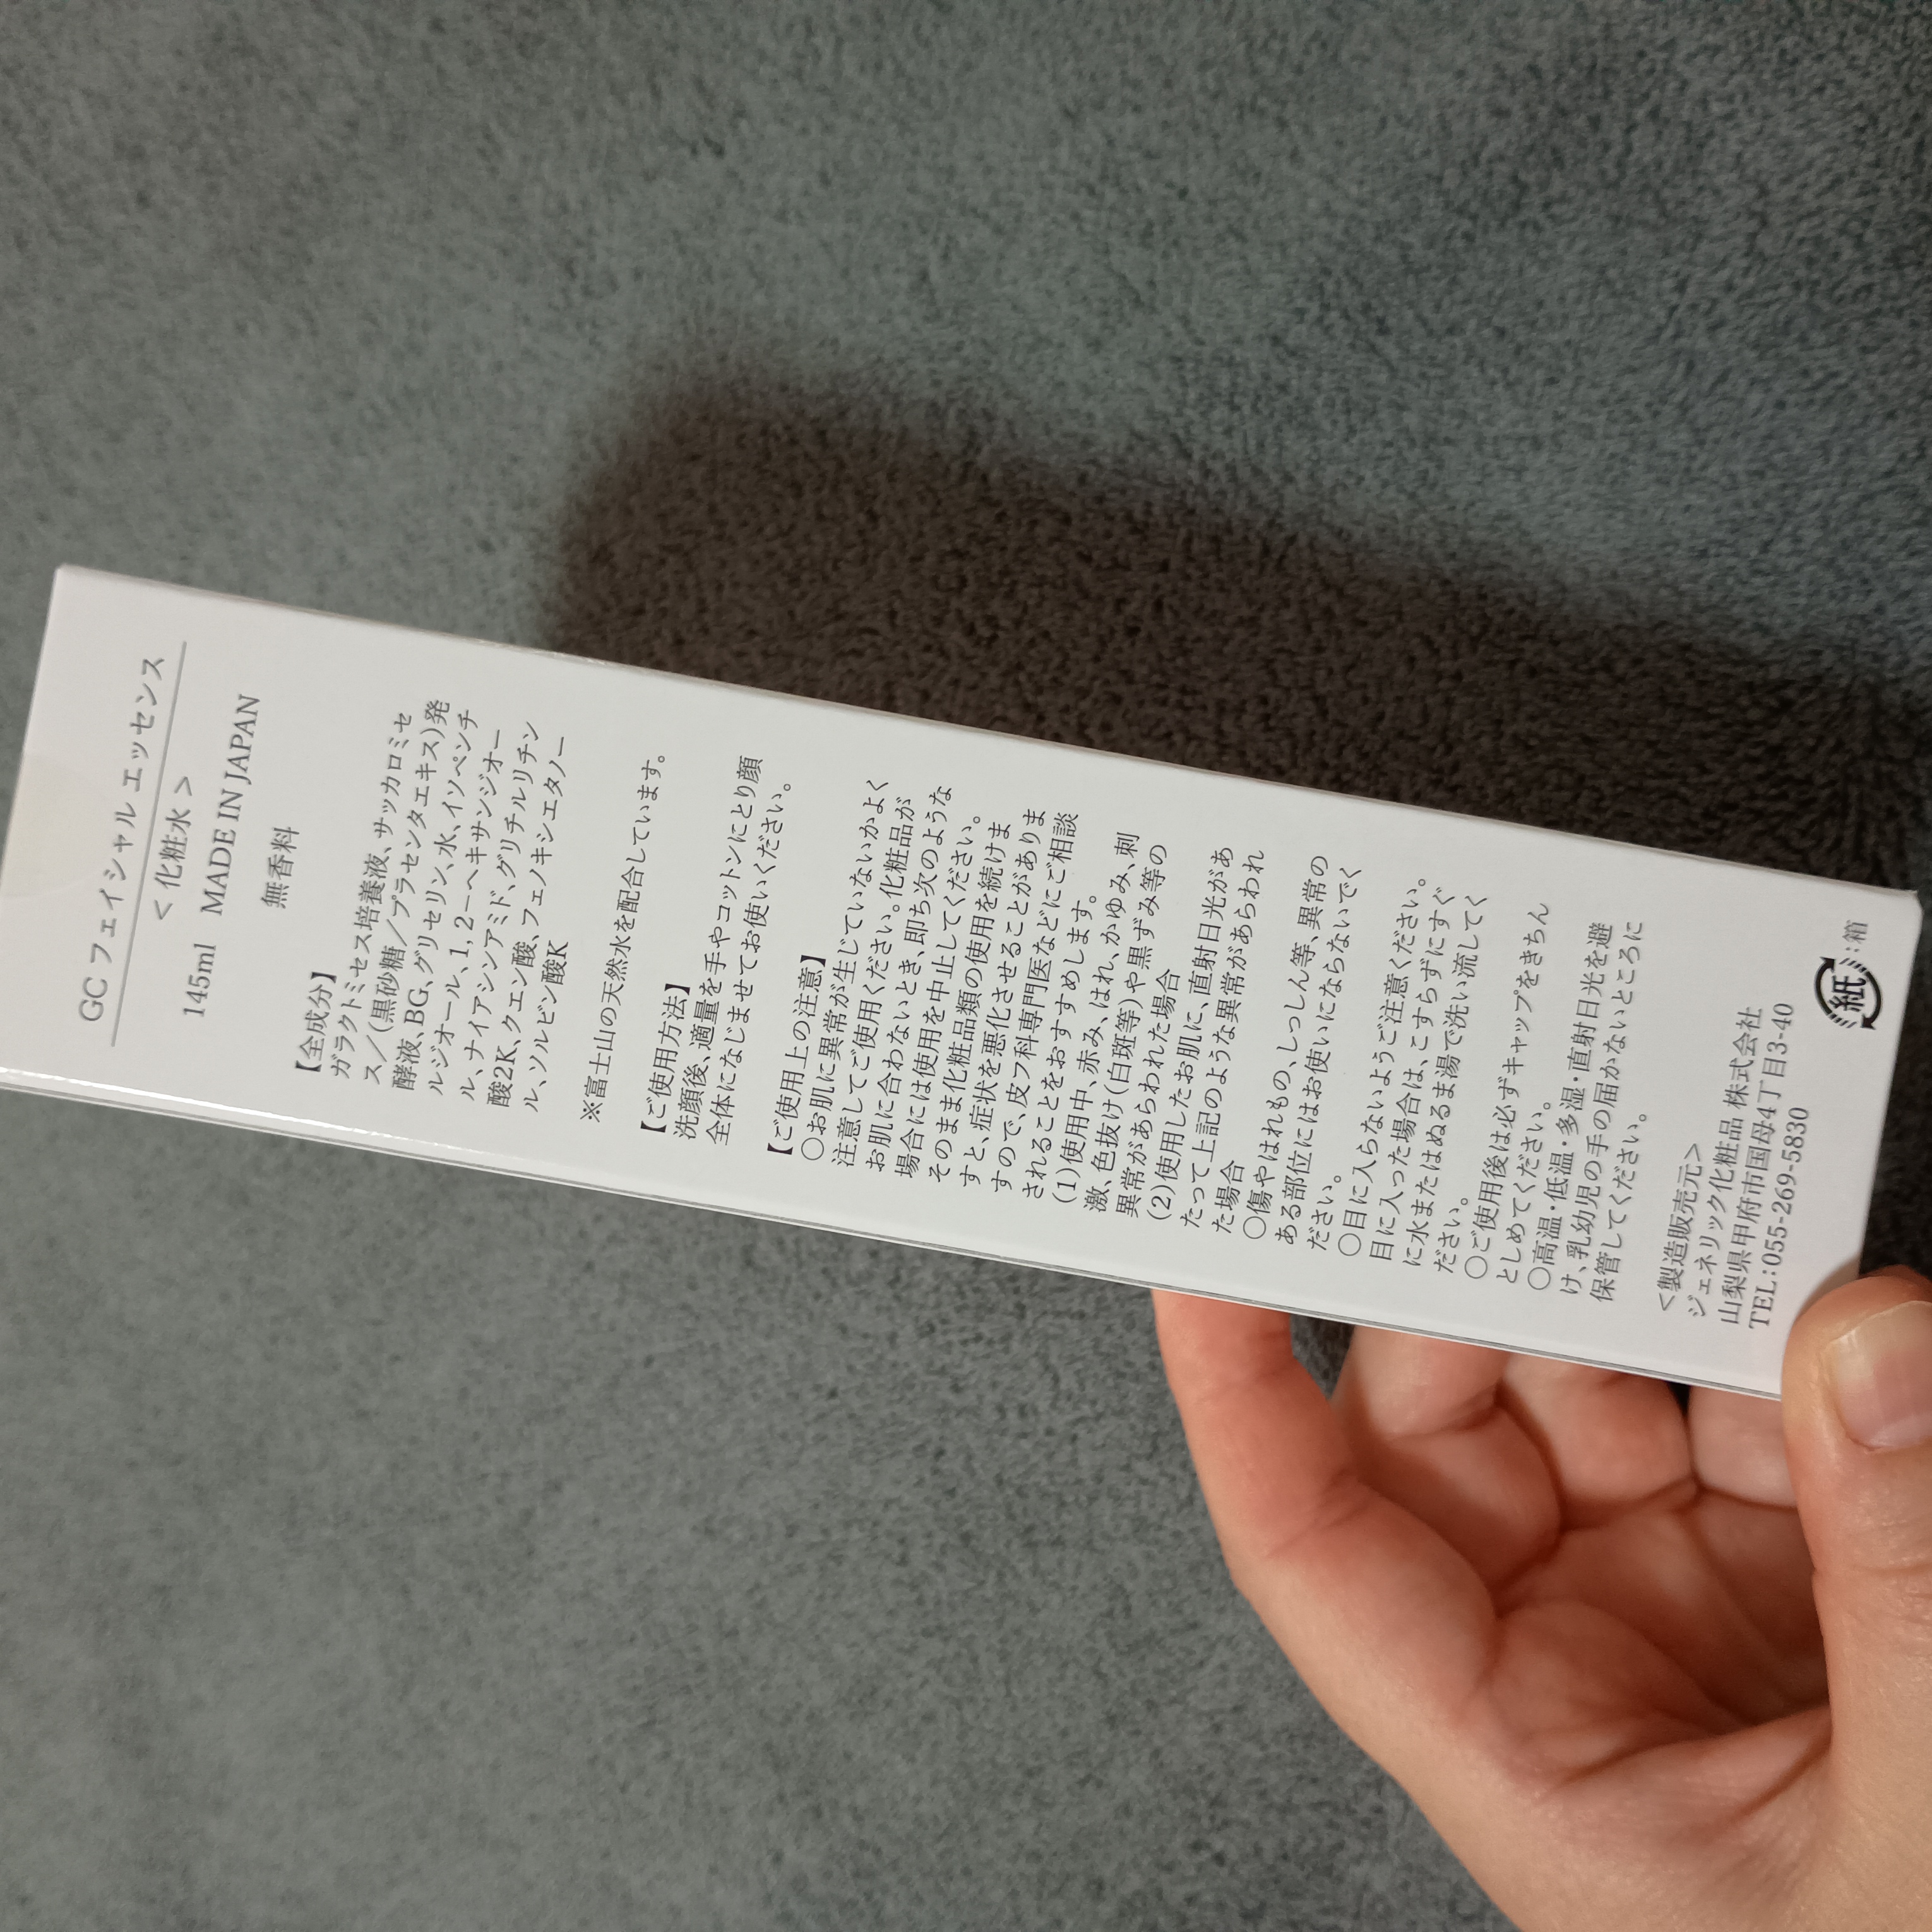 GC フェイシャル エッセンス
＜ 化粧水 ＞
145ml MADE IN JAPAN
無香料
【全成分】
ガラクトミセス培養液、サッカロミセ
ス／(黒砂糖／プラセンタエキス)発
酵液、BG、グリセリン、水、イソペンチ
ルジオール、1,2－ヘキサンジオー
ル、ナイアシンアミド、グリチルリチン
酸2K、クエン酸、フェノキシエタノー
ル、ソルビン酸K
※富士山の天然水を配合しています。
【ご使用方法】
洗顔後、適量を手やコットンにとり顔
全体になじませてお使いください。
【ご使用上の注意】
○お肌に異常が生じていないかよく
注意してご使用ください。化粧品が
お肌に合わないとき、即ち次のような
場合には使用を中止してください。
そのまま化粧品類の使用を続けま
すと、症状を悪化させることがありま
すので、皮フ科専門医などにご相談
されることをおすすめします。
(1)使用中、赤み、はれ、かゆみ、刺
激、色抜け(白斑等)や黒ずみ等の
異常があらわれた場合
(2)使用したお肌に、直射日光があ
たって上記のような異常があらわれ
た場合
○傷やはれもの、しっしん等、異常の
ある部位にはお使いにならないでく
ださい。
○目に入らないようご注意ください。
目に入った場合は、こすらずにすぐ
に水またはぬるま湯で洗い流してく
ださい。
○ご使用後は必ずキャップをきちん
としめてください。
○高温・低温・多湿・直射日光を避
け、乳幼児の手の届かないところに
保管してください。
＜製造販売元＞
ジェネリック化粧品 株式会社
山梨県甲府市国母4丁目3-40
TEL:055-269-5830
紙:箱